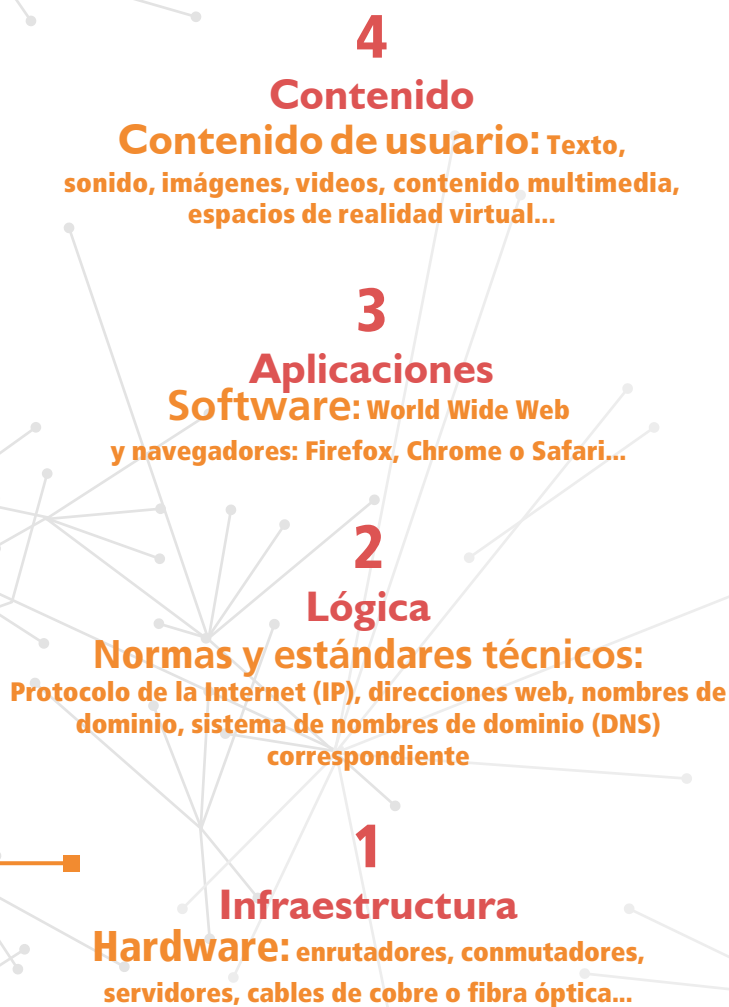 4
Contenido
Contenido de usuario: Texto,
sonido, imágenes, videos, contenido multimedia,
espacios de realidad virtual...
3
Aplicaciones
Software: World Wide Web
y navegadores: Firefox, Chrome o Safari...
2
Lógica
Normas y estándares técnicos:
Protocolo de la Internet (IP), direcciones web, nombres de
dominio, sistema de nombres de dominio (DNS)
correspondiente
1
Infraestructura
Hardware: enrutadores, conmutadores,
servidores, cables de cobre o fibra óptica...